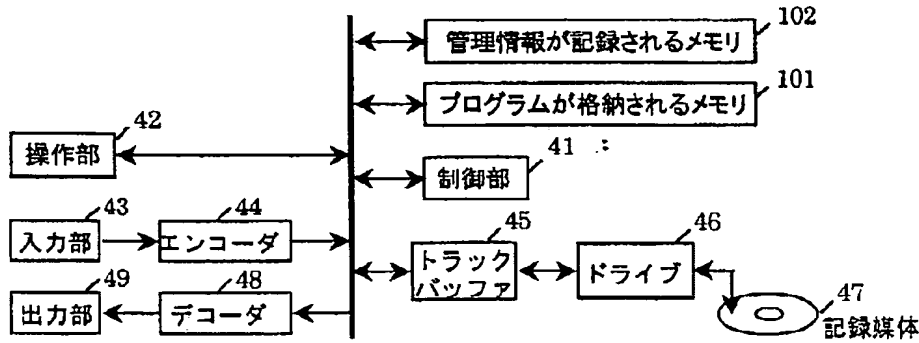 102
管理情報が記録されるメモリ
101
プログラムが格納されるメモリ
42
操作部
41
制御部
43
入力部
44
エンコーダ
45
トラック
バッファ
46
ドライブ
47
記録媒体
49
出力部
48
デコーダ